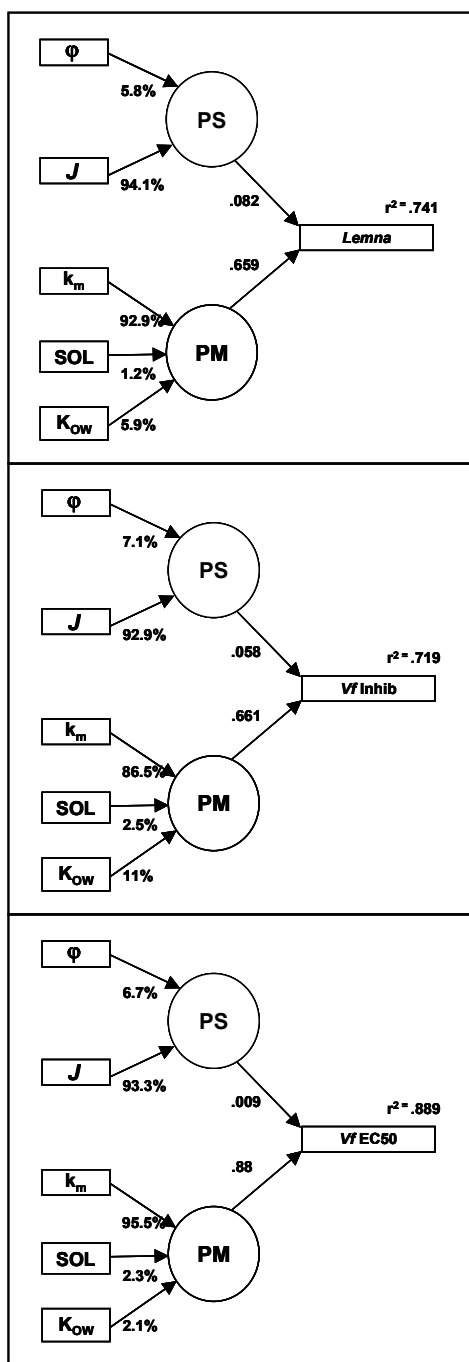 φ
5.8%
PS
J
94.1%
.082
r² = .741
Lemna
.659
kₘ
92.9%
SOL
PM
1.2%
K_OW
5.9%
φ
7.1%
PS
J
92.9%
.058
r² = .719
Vf Inhib
.661
kₘ
86.5%
SOL
PM
2.5%
K_OW
11%
φ
6.7%
PS
J
93.3%
.009
r² = .889
Vf EC50
.88
kₘ
95.5%
SOL
PM
2.3%
K_OW
2.1%